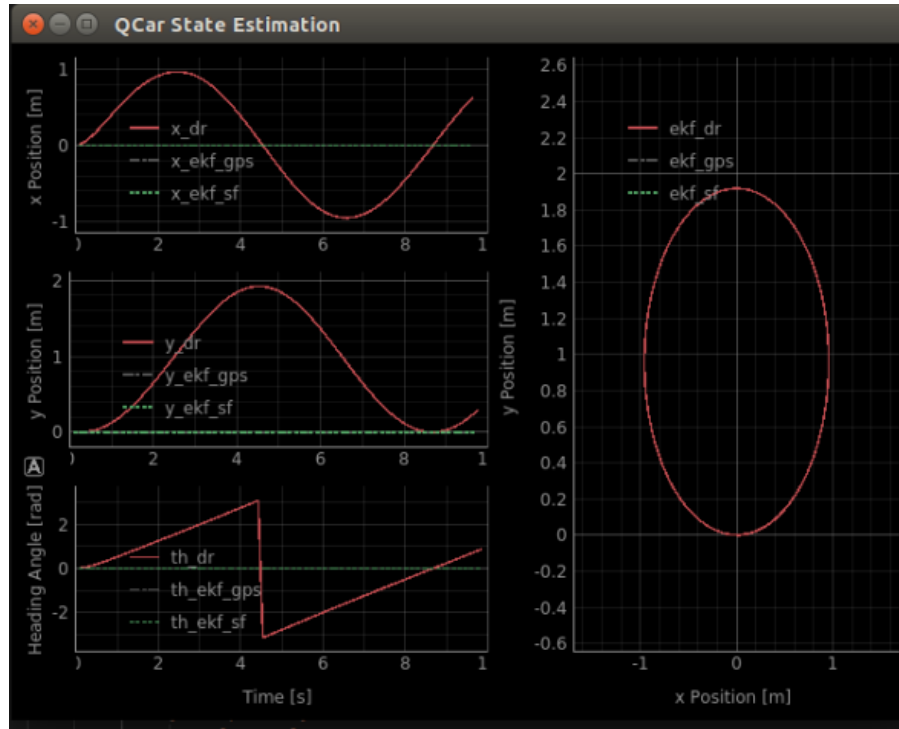 QCar State Estimation
x Position [m]
1
0
-1
x_dr
x_ekf_gps
x_ekf_sf
2
4
6
8
1
y Position [m]
2
1
0
y_dr
y_ekf_gps
y_ekf_sf
2
4
6
8
1
A
Heading Angle [rad]
2
0
-2
th_dr
th_ekf_gps
th_ekf_sf
2
4
6
8
1
Time [s]
y Position [m]
2.6
2.4
2.2
2
1.8
1.6
1.4
1.2
1
0.8
0.6
0.4
0.2
0
-0.2
-0.4
-0.6
ekf_dr
ekf_gps
ekf_sf
-1
0
1
x Position [m]